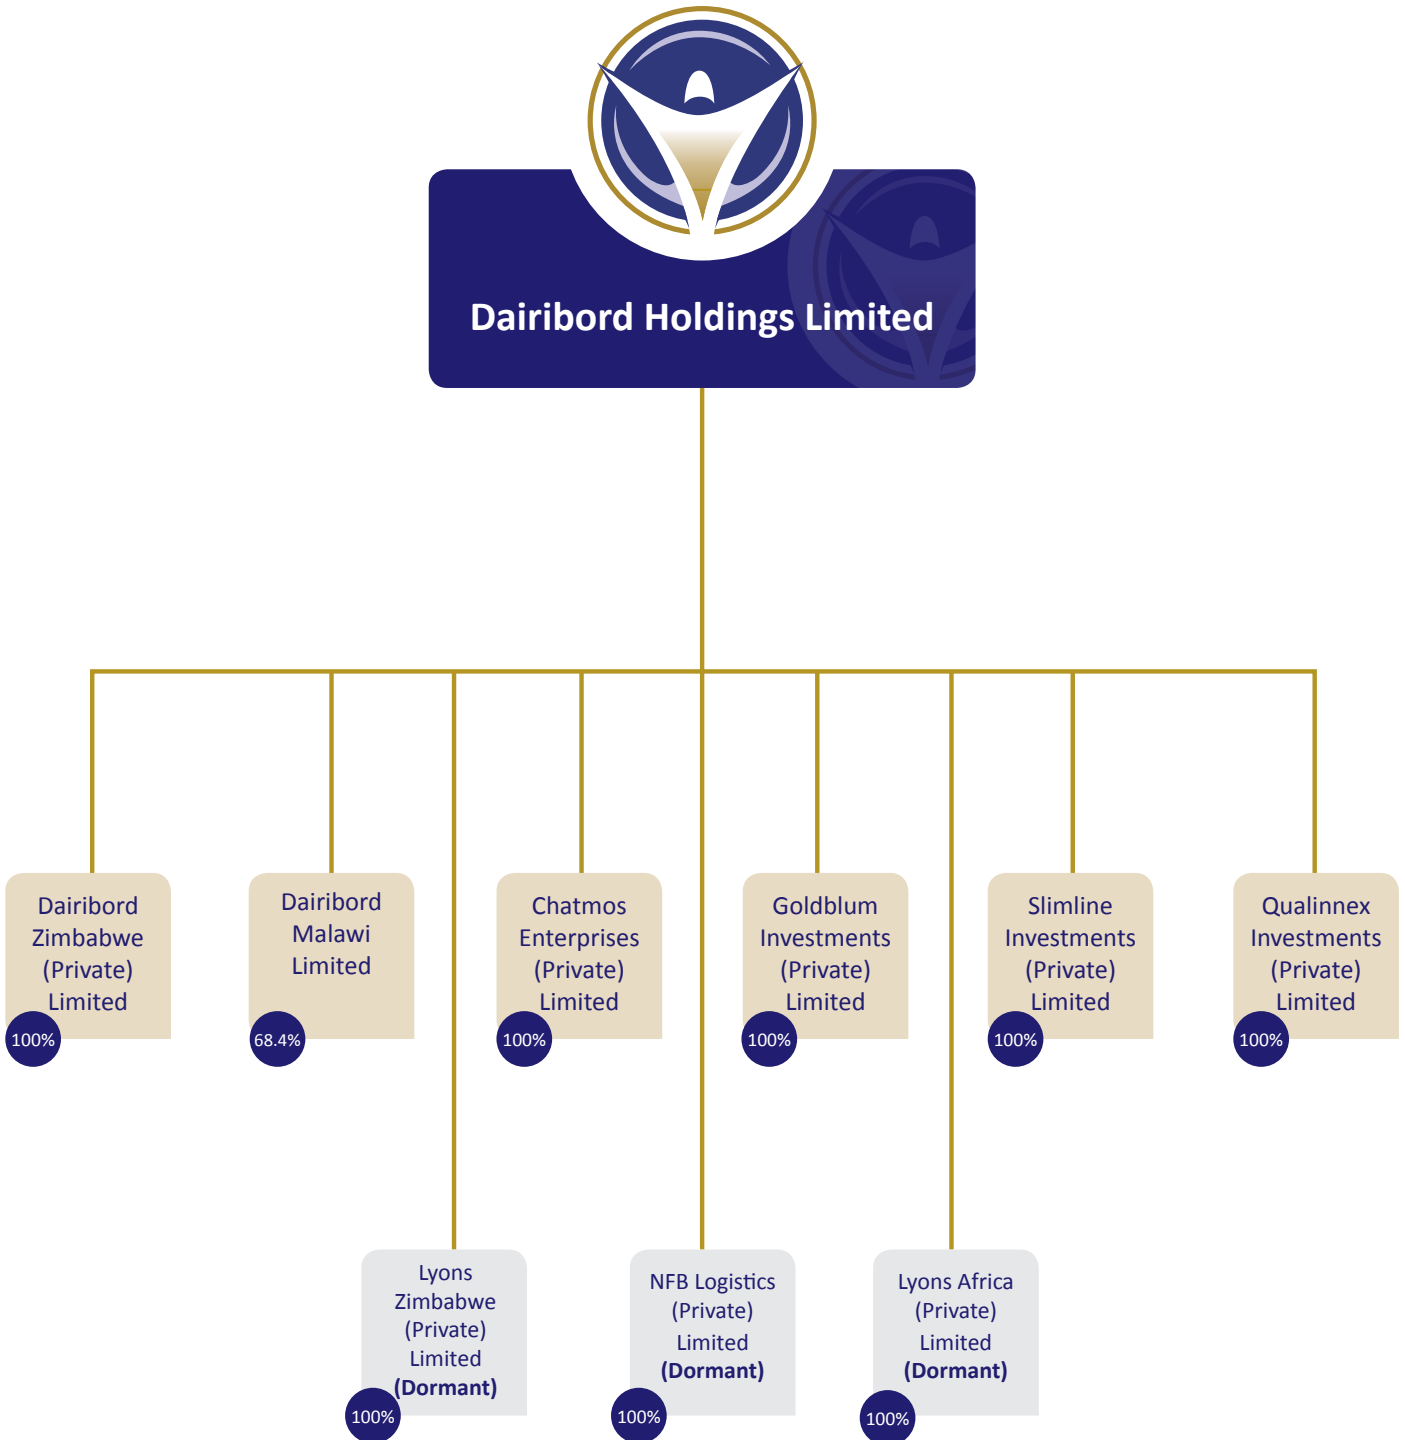 Dairibord Holdings Limited
Dairibord
Zimbabwe
(Private)
Limited
100%
Dairibord
Malawi
Limited
68.4%
Chatmos
Enterprises
(Private)
Limited
100%
Goldblum
Investments
(Private)
Limited
100%
Slimline
Investments
(Private)
Limited
100%
Qualinnex
Investments
(Private)
Limited
100%
Lyons
Zimbabwe
(Private)
Limited
(Dormant)
100%
NFB Logistics
(Private)
Limited
(Dormant)
100%
Lyons Africa
(Private)
Limited
(Dormant)
100%